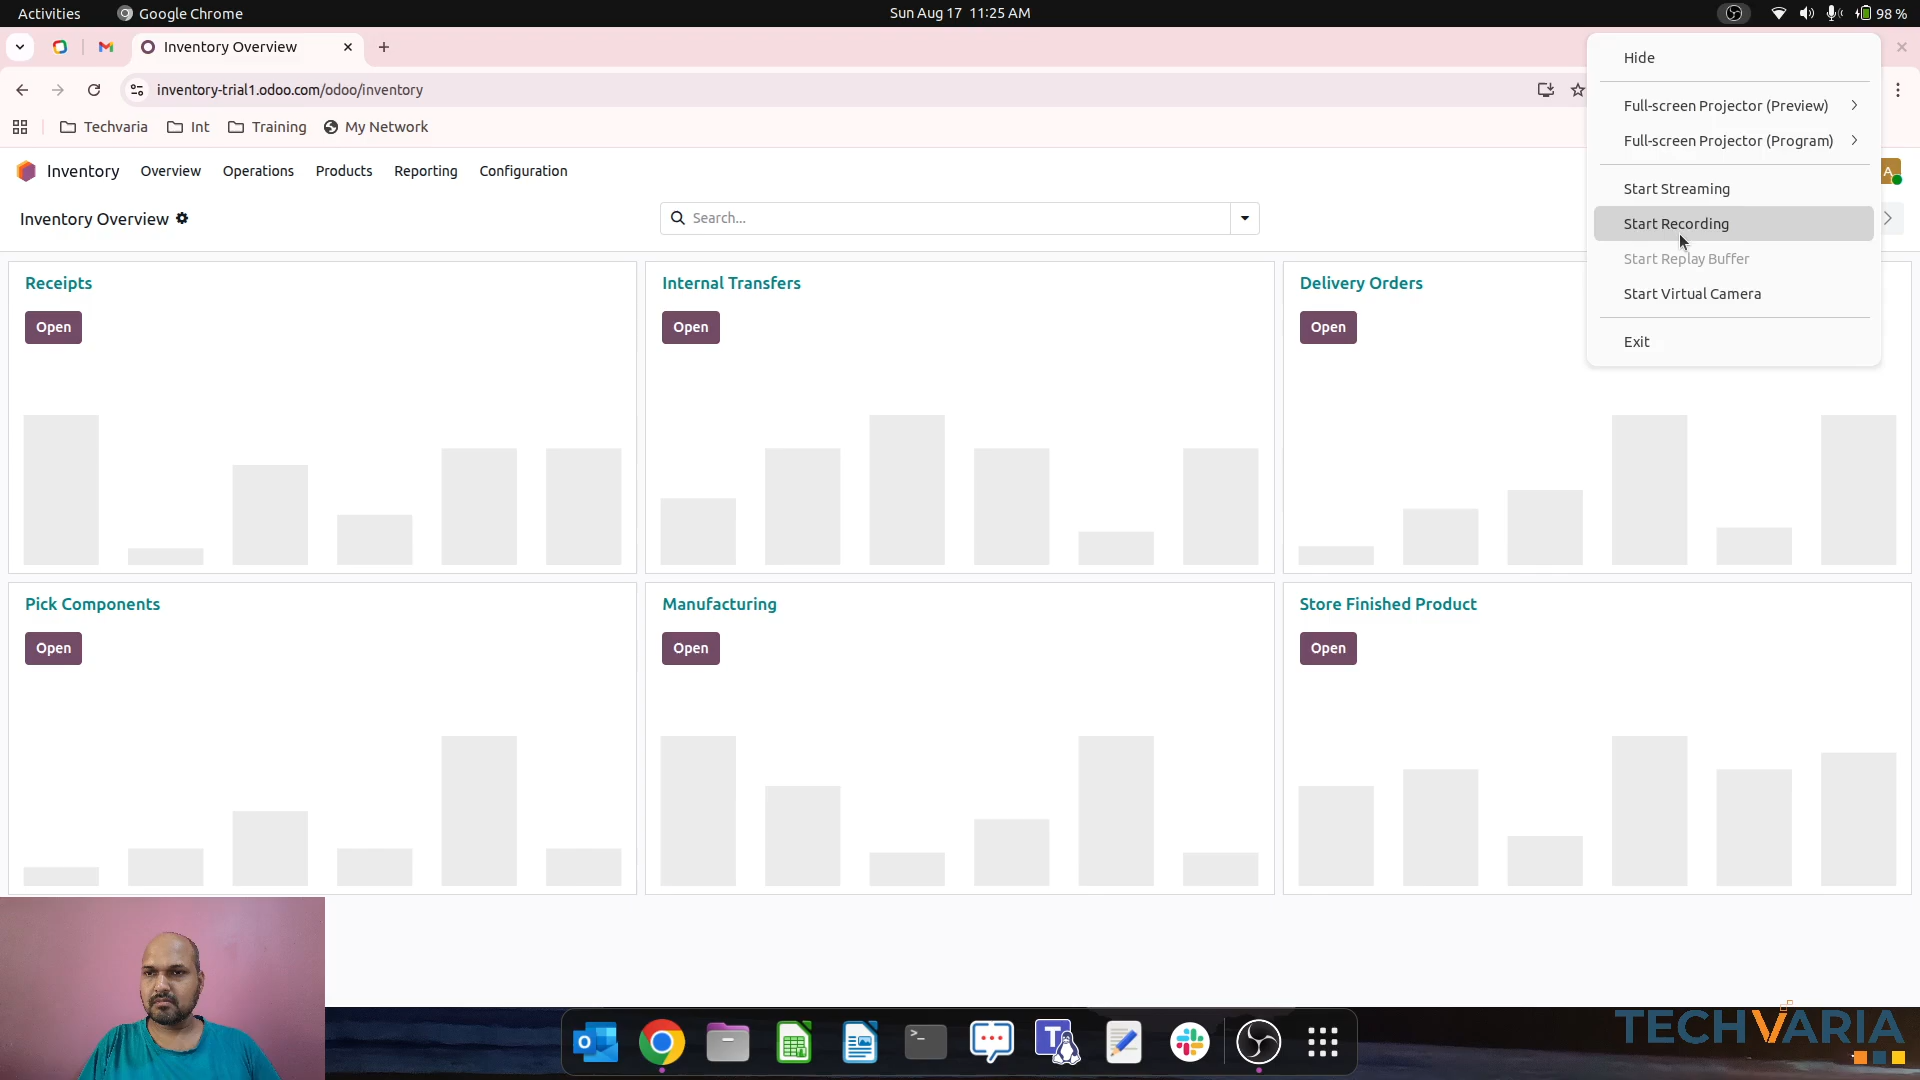 Activities Google Chrome Sun Aug 17 11:25 AM 98 %
Inventory Overview
inventory-trial1.odoo.com/odoo/inventory
Techvaria Int Training My Network
Inventory Overview Operations Products Reporting Configuration
A
Inventory Overview
Search...
Hide
Full-screen Projector (Preview)
Full-screen Projector (Program)
Start Streaming
Start Recording
Start Replay Buffer
Start Virtual Camera
Exit
Receipts
Open
Internal Transfers
Open
Delivery Orders
Open
Pick Components
Open
Manufacturing
Open
Store Finished Product
Open
TECHVARIA